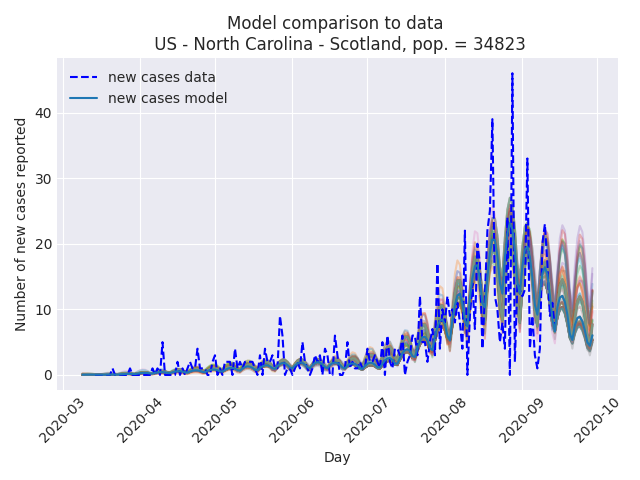 Model comparison to data
US - North Carolina - Scotland, pop. = 34823
new cases data
new cases model
Number of new cases reported
40
30
20
10
0
2020-03
2020-04
2020-05
2020-06
2020-07
2020-08
2020-09
2020-10
Day